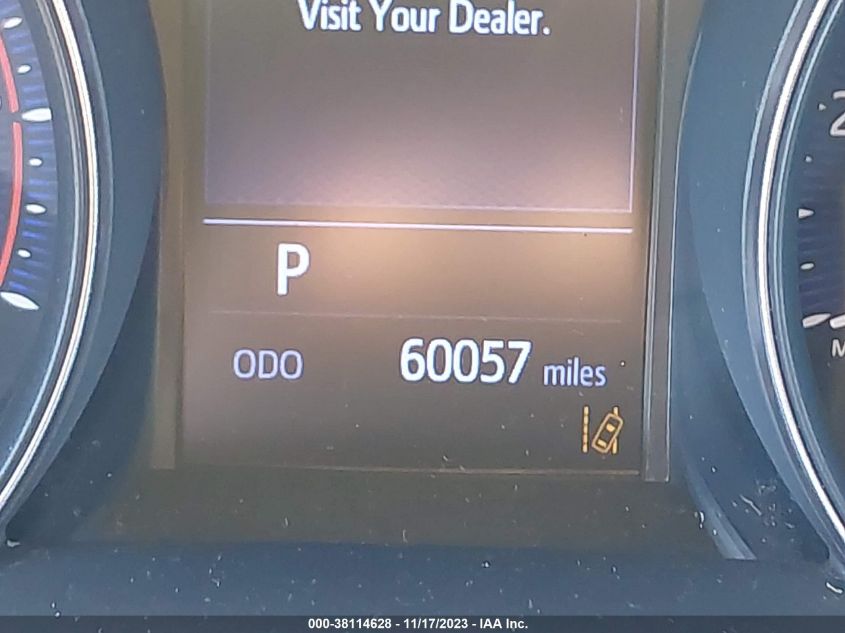 Visit Your Dealer.
P
ODO 60057 miles
000-38114628 - 11/17/2023 - IAA Inc.